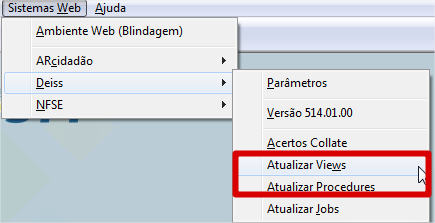 Sistemas Web Ajuda
Ambiente Web (Blindagem)
ARcidadão
Deiss
NFSE
Parâmetros
Versão 514.01.00
Acertos Collate
Atualizar Views
Atualizar Procedures
Atualizar Jobs